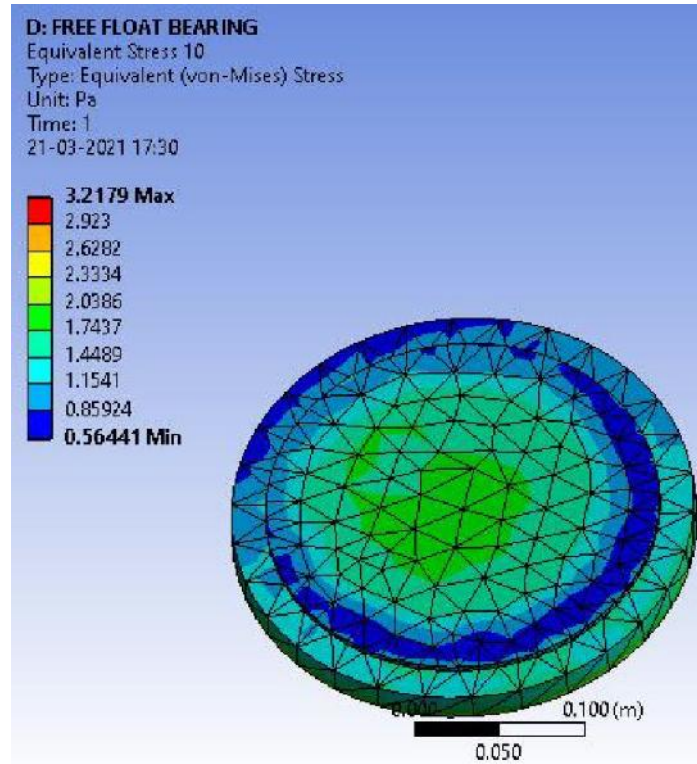 D: FREE FLOAT BEARING
Equivalent Stress 10
Type: Equivalent (von-Mises) Stress
Unit: Pa
Time: 1
21-03-2021 17:30
3.2179 Max
2.923
2.6282
2.3334
2.0386
1.7437
1.4489
1.1541
0.85924
0.56441 Min
0.100 (m)
0.050